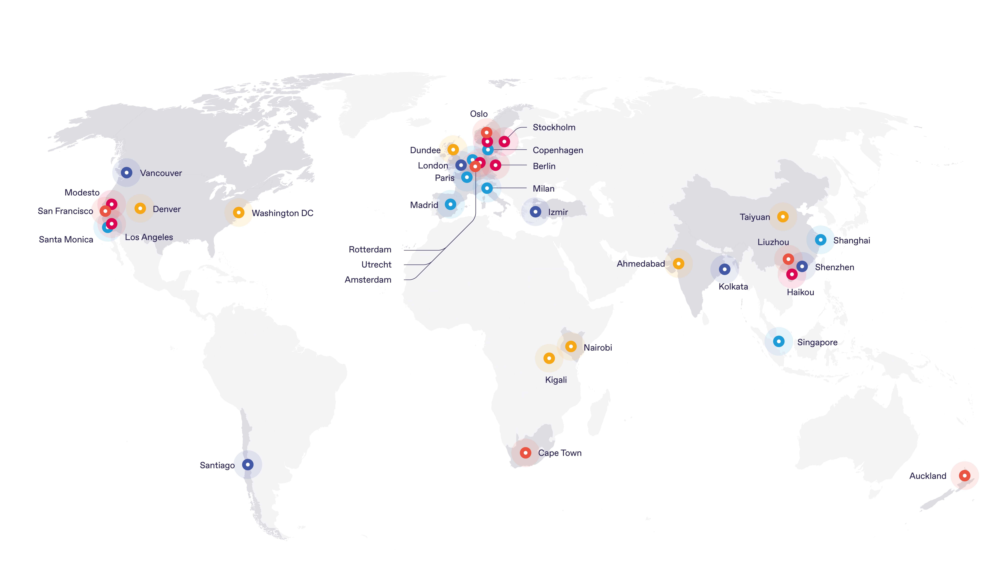 Oslo
Stockholm
Dundee
Copenhagen
London
Berlin
Vancouver
Paris
Milan
Modesto
Madrid
San Francisco
Denver
Washington DC
Izmir
Taiyuan
Santa Monica
Los Angeles
Liuzhou
Shanghai
Rotterdam
Utrecht
Amsterdam
Ahmedabad
Shenzhen
Kolkata
Haikou
Singapore
Nairobi
Kigali
Cape Town
Santiago
Auckland